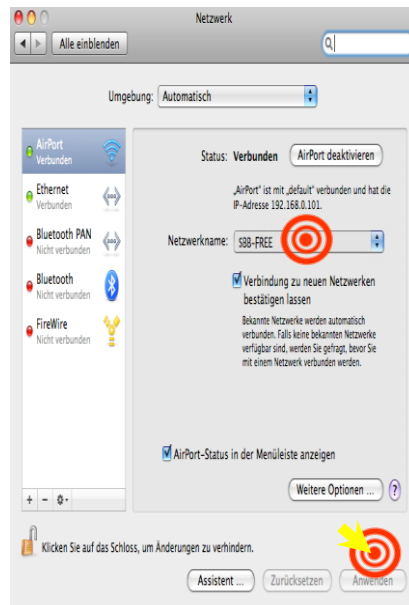 Netzwerk
Alle einblenden
Umgebung: Automatisch
AirPort
Verbunden
Ethernet
Verbunden
Bluetooth PAN
Nicht verbunden
Bluetooth
Nicht verbunden
FireWire
Nicht verbunden
Status: Verbunden AirPort deaktivieren
„AirPort“ ist mit „default“ verbunden und hat die
IP-Adresse 192.168.0.101.
Netzwerkname: SBB-FREE
Verbindung zu neuen Netzwerken
bestätigen lassen
Bekannte Netzwerke werden automatisch
verbunden. Falls keine bekannten Netzwerke
verfügbar sind, werden Sie gefragt, bevor Sie
mit einem Netzwerk verbunden werden.
AirPort-Status in der Menüleiste anzeigen
Weitere Optionen ... ?
Klicken Sie auf das Schloss, um Änderungen zu verhindern.
Assistent ... Zurücksetzen Anwenden